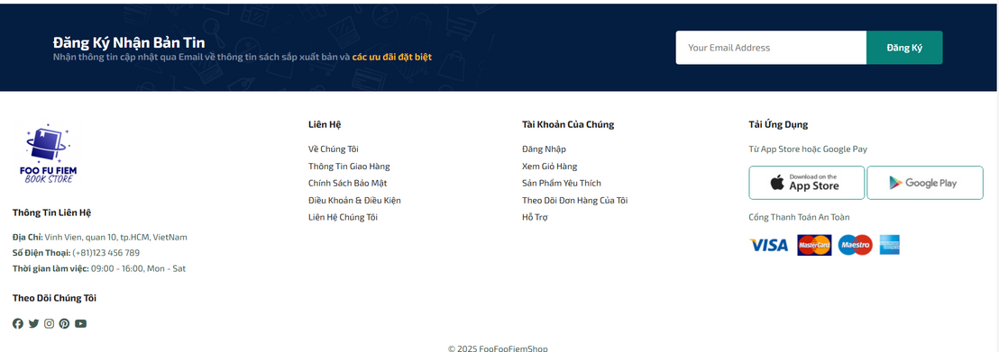 Đăng Ký Nhận Bản Tin
Nhận thông tin cập nhật qua Email về thông tin sách sắp xuất bản và các ưu đãi đặt biệt
Your Email Address
Đăng Ký
FOO FU FIEM
BOOK STORE
Thông Tin Liên Hệ
Địa Chỉ: Vinh Vien, quan 10, tp.HCM, VietNam
Số Điện Thoại: (+81)123 456 789
Thời gian làm việc: 09:00 - 16:00, Mon - Sat
Theo Dõi Chúng Tôi
Liên Hệ
Về Chúng Tôi
Thông Tin Giao Hàng
Chính Sách Bảo Mật
Điều Khoản & Điều Kiện
Liên Hệ Chúng Tôi
Tài Khoản Của Chúng
Đăng Nhập
Xem Giỏ Hàng
Sản Phẩm Yêu Thích
Theo Dõi Đơn Hàng Của Tôi
Hỗ Trợ
Tải Ứng Dụng
Từ App Store hoặc Google Pay
Download on the
App Store
Google Play
Cổng Thanh Toán An Toàn
VISA
MasterCard
Maestro
© 2025 FooFooFiemShop